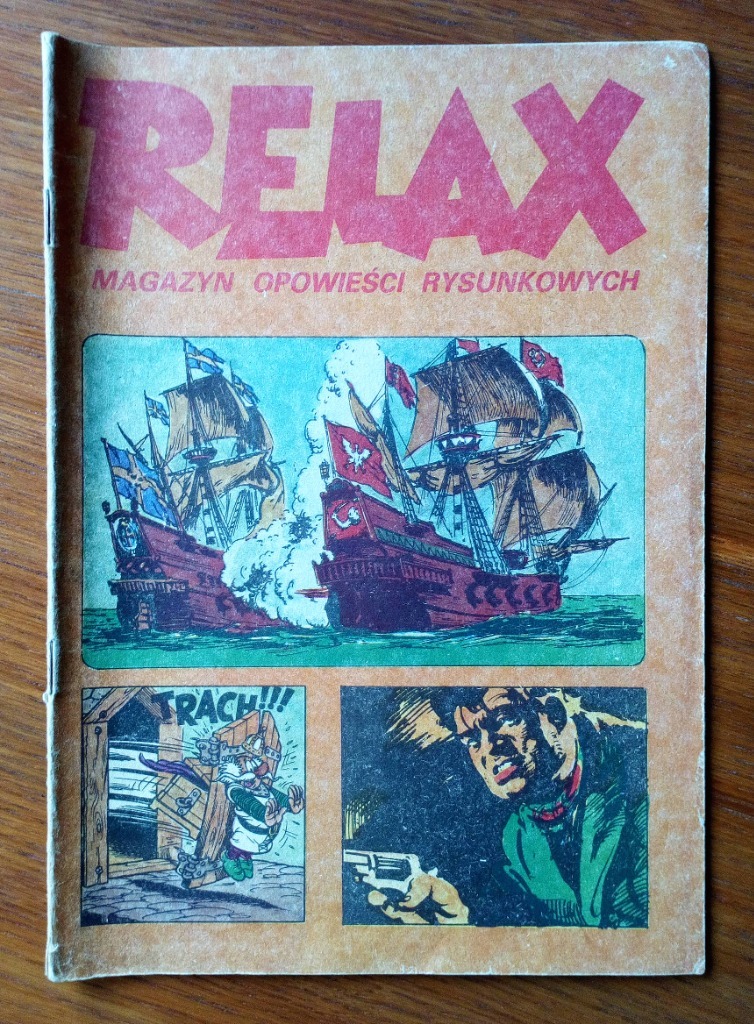 RELAX
MAGAZYN OPOWIEŚCI RYSUNKOWYCH
TRACH!!!